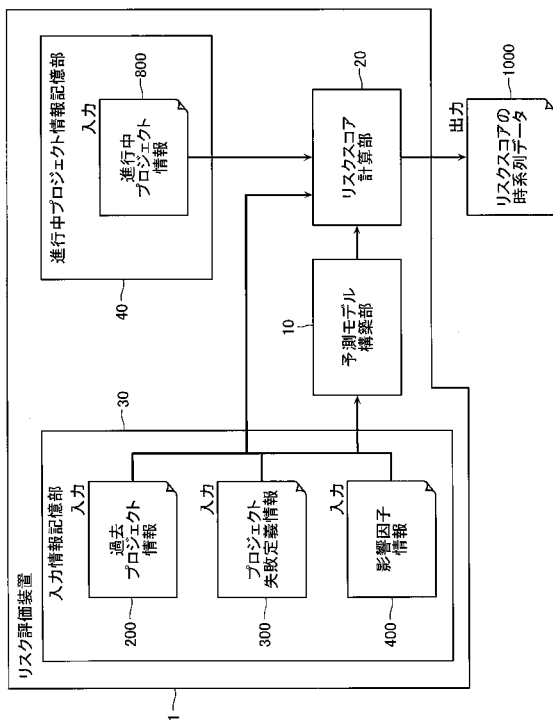 リスク評価装置
1
入力情報記憶部
30
入力
過去
プロジェクト
情報
200
入力
プロジェクト
失敗定義情報
300
入力
影響因子
情報
400
予測モデル
構築部
10
進行中プロジェクト情報記憶部
40
入力
進行中
プロジェクト
情報
800
リスクスコア
計算部
20
出力
リスクスコアの
時系列データ
1000